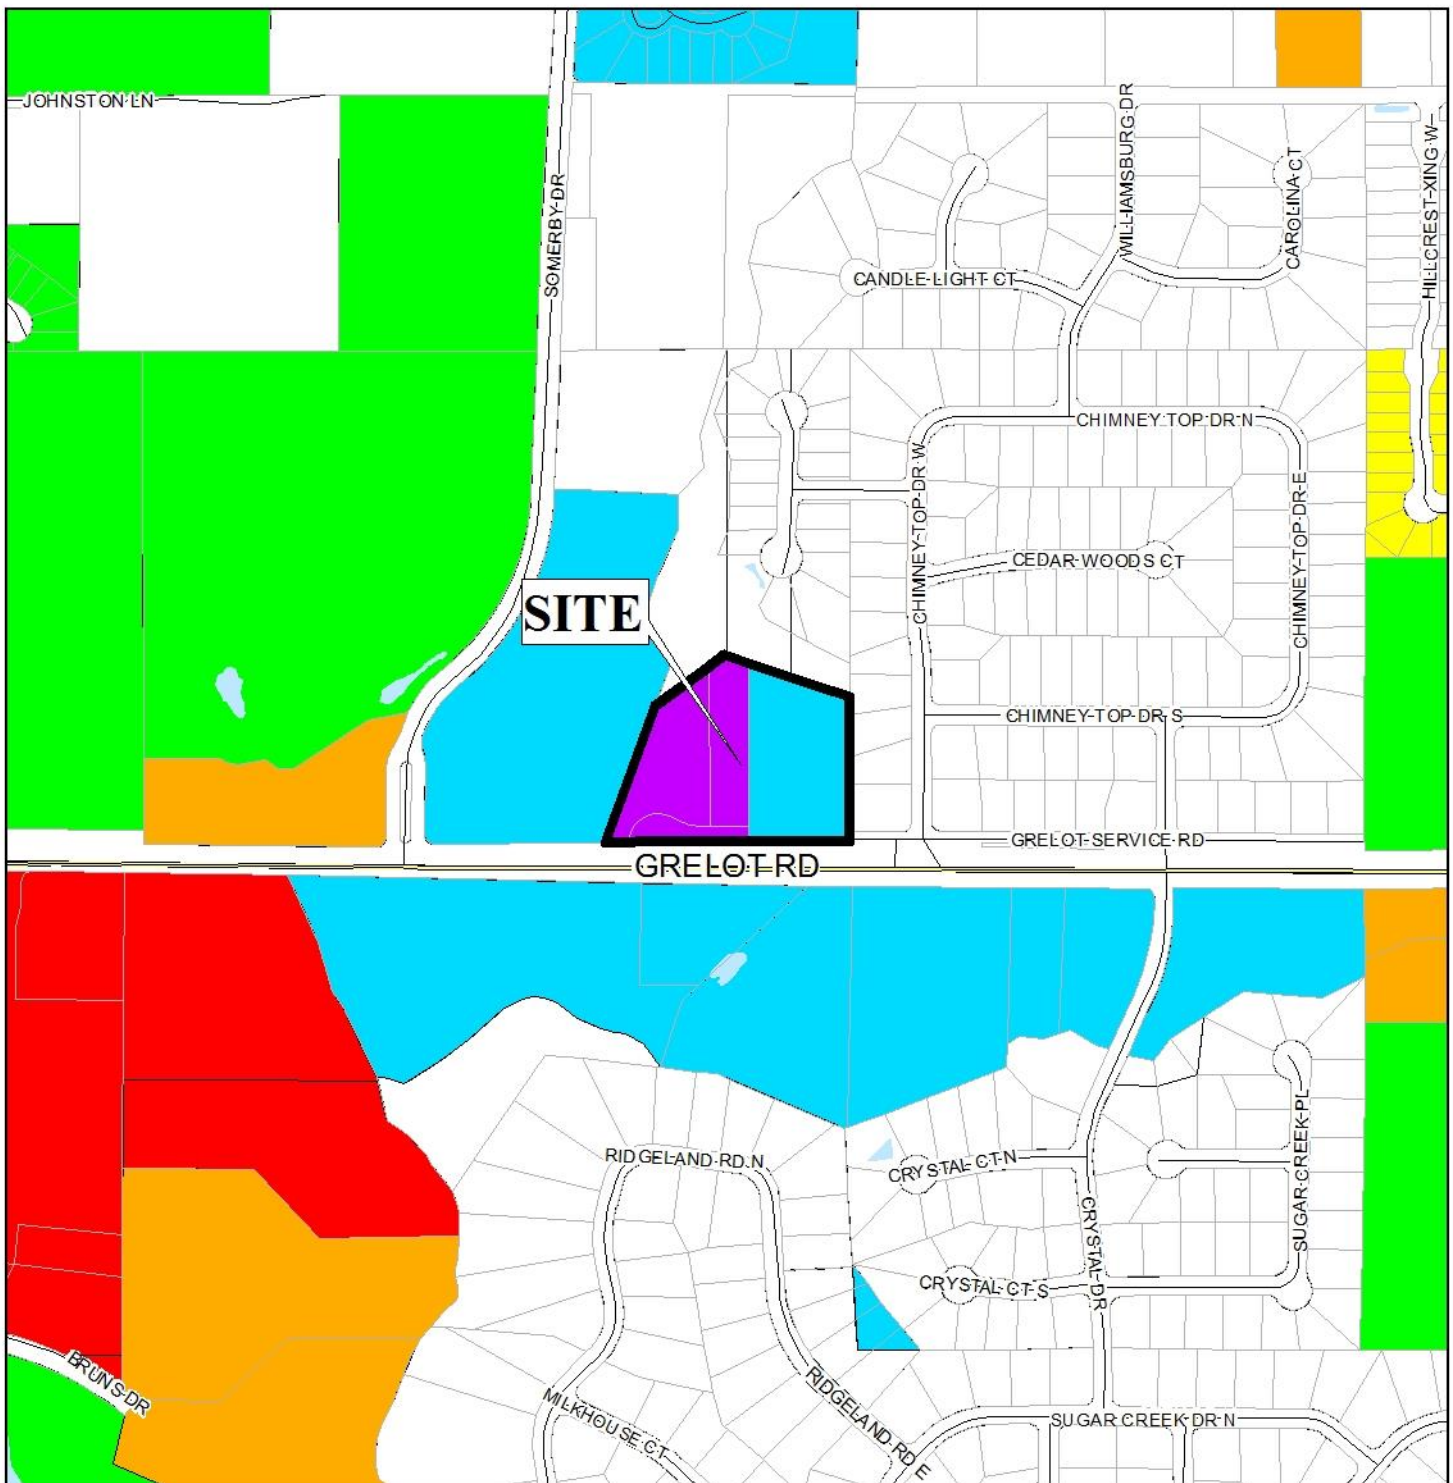 JOHNSTON LN
SOMERBY DR
WILLIAMSBURG DR
CAROLINA CT
HILLCREST XING W
CANDLE LIGHT CT
CHIMNEY TOP DR N
CHIMNEY TOP DR W
CHIMNEY TOP DR E
CEDAR WOODS CT
SITE
CHIMNEY TOP DR S
GRELOT SERVICE RD
GRELOT RD
RIDGELAND RD N
CRYSTAL CT N
SUGAR CREEK PL
CRYSTAL DR
CRYSTAL CT S
BRUNS DR
MILKHOUSE CT
RIDGELAND RD E
SUGAR CREEK DR N